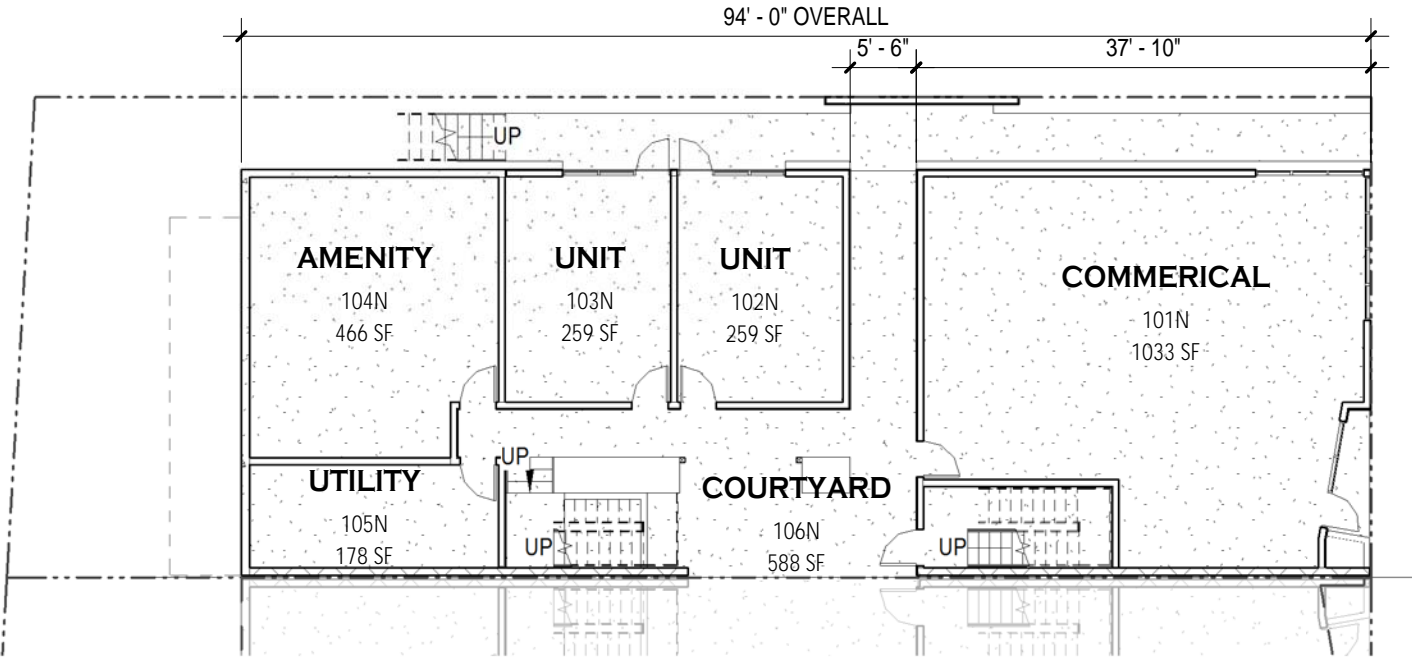 94' - 0" OVERALL
5' - 6"
37' - 10"
UP
AMENITY
104N
466 SF
UNIT
103N
259 SF
UNIT
102N
259 SF
COMMERICAL
101N
1033 SF
UP
UTILITY
105N
178 SF
UP
COURTYARD
106N
588 SF
UP